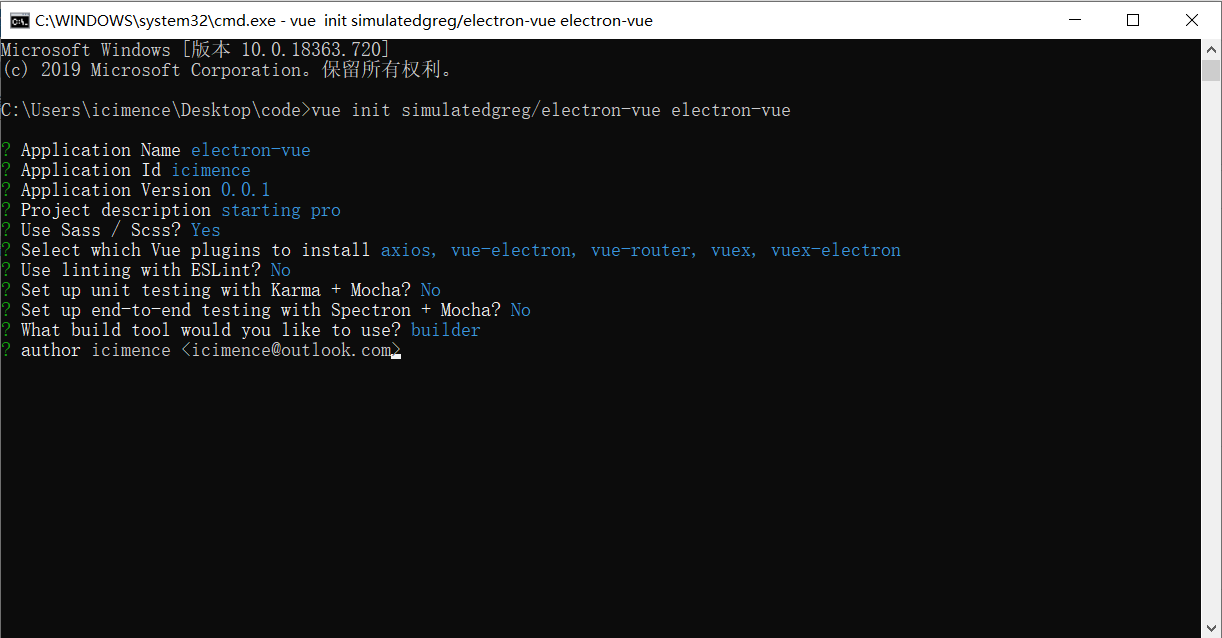 C:\WINDOWS\system32\cmd.exe - vue  init simulatedgreg/electron-vue electron-vue
Microsoft Windows [版本 10.0.18363.720]
(c) 2019 Microsoft Corporation。保留所有权利。
C:\Users\icimence\Desktop\code>vue init simulatedgreg/electron-vue electron-vue
? Application Name electron-vue
? Application Id icimence
? Application Version 0.0.1
? Project description starting pro
? Use Sass / Scss? Yes
? Select which Vue plugins to install axios, vue-electron, vue-router, vuex, vuex-electron
? Use linting with ESLint? No
? Set up unit testing with Karma + Mocha? No
? Set up end-to-end testing with Spectron + Mocha? No
? What build tool would you like to use? builder
? author icimence <icimence@outlook.com>